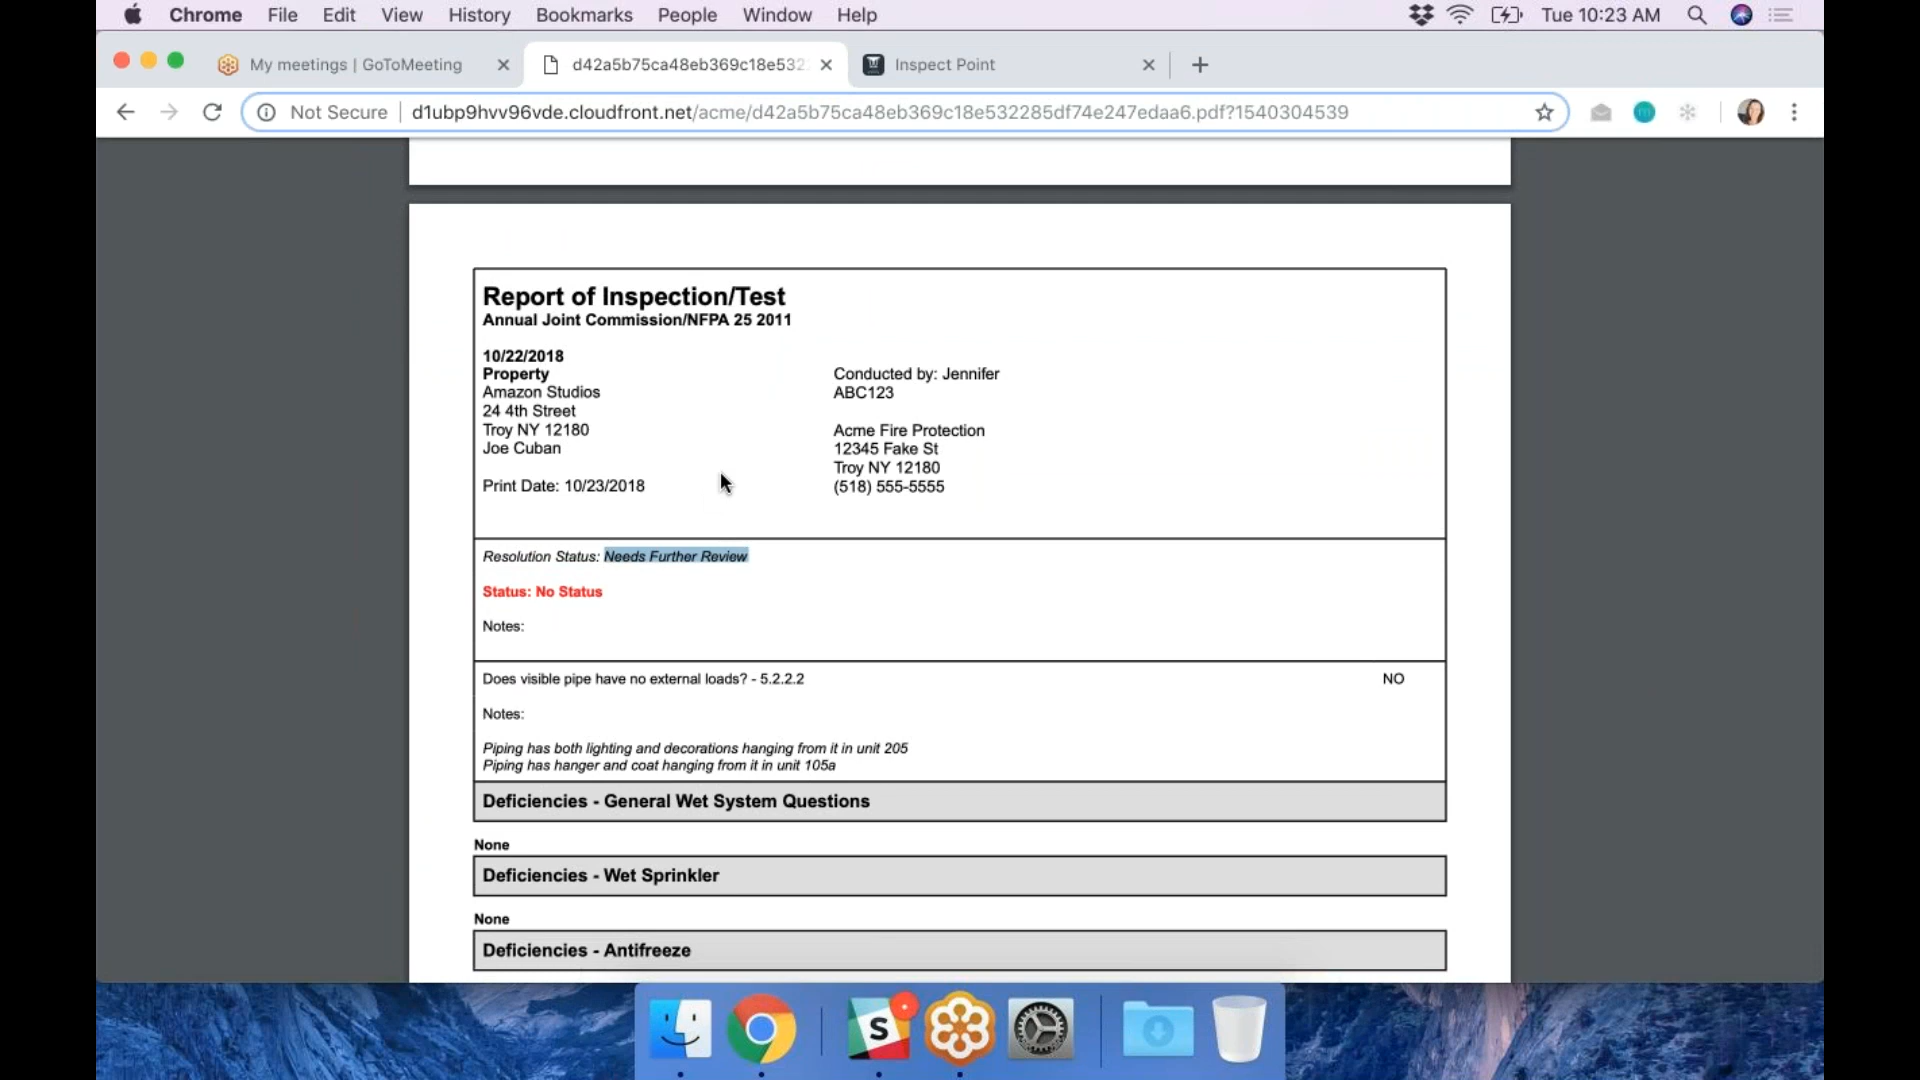 Chrome File Edit View History Bookmarks People Window Help Tue 10:23 AM
My meetings | GoToMeeting d42a5b75ca48eb369c18e532 Inspect Point
Not Secure d1ubp9hvv96vde.cloudfront.net/acme/d42a5b75ca48eb369c18e532285df74e247edaa6.pdf?1540304539
Report of Inspection/Test
Annual Joint Commission/NFPA 25 2011
10/22/2018
Property
Amazon Studios
24 4th Street
Troy NY 12180
Joe Cuban
Print Date: 10/23/2018
Conducted by: Jennifer
ABC123
Acme Fire Protection
12345 Fake St
Troy NY 12180
(518) 555-5555
Resolution Status: Needs Further Review
Status: No Status
Notes:
Does visible pipe have no external loads? - 5.2.2.2 NO
Notes:
Piping has both lighting and decorations hanging from it in unit 205
Piping has hanger and coat hanging from it in unit 105a
Deficiencies - General Wet System Questions
None
Deficiencies - Wet Sprinkler
None
Deficiencies - Antifreeze
S